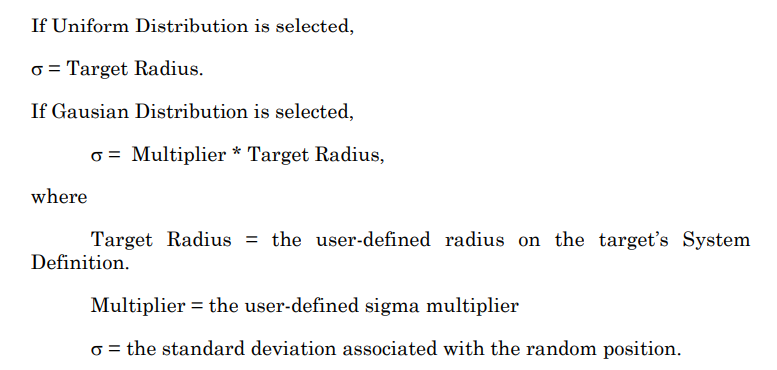 If Uniform Distribution is selected,
σ = Target Radius.
If Gausian Distribution is selected,
σ = Multiplier * Target Radius,
where
Target Radius = the user-defined radius on the target’s System
Definition.
Multiplier = the user-defined sigma multiplier
σ = the standard deviation associated with the random position.